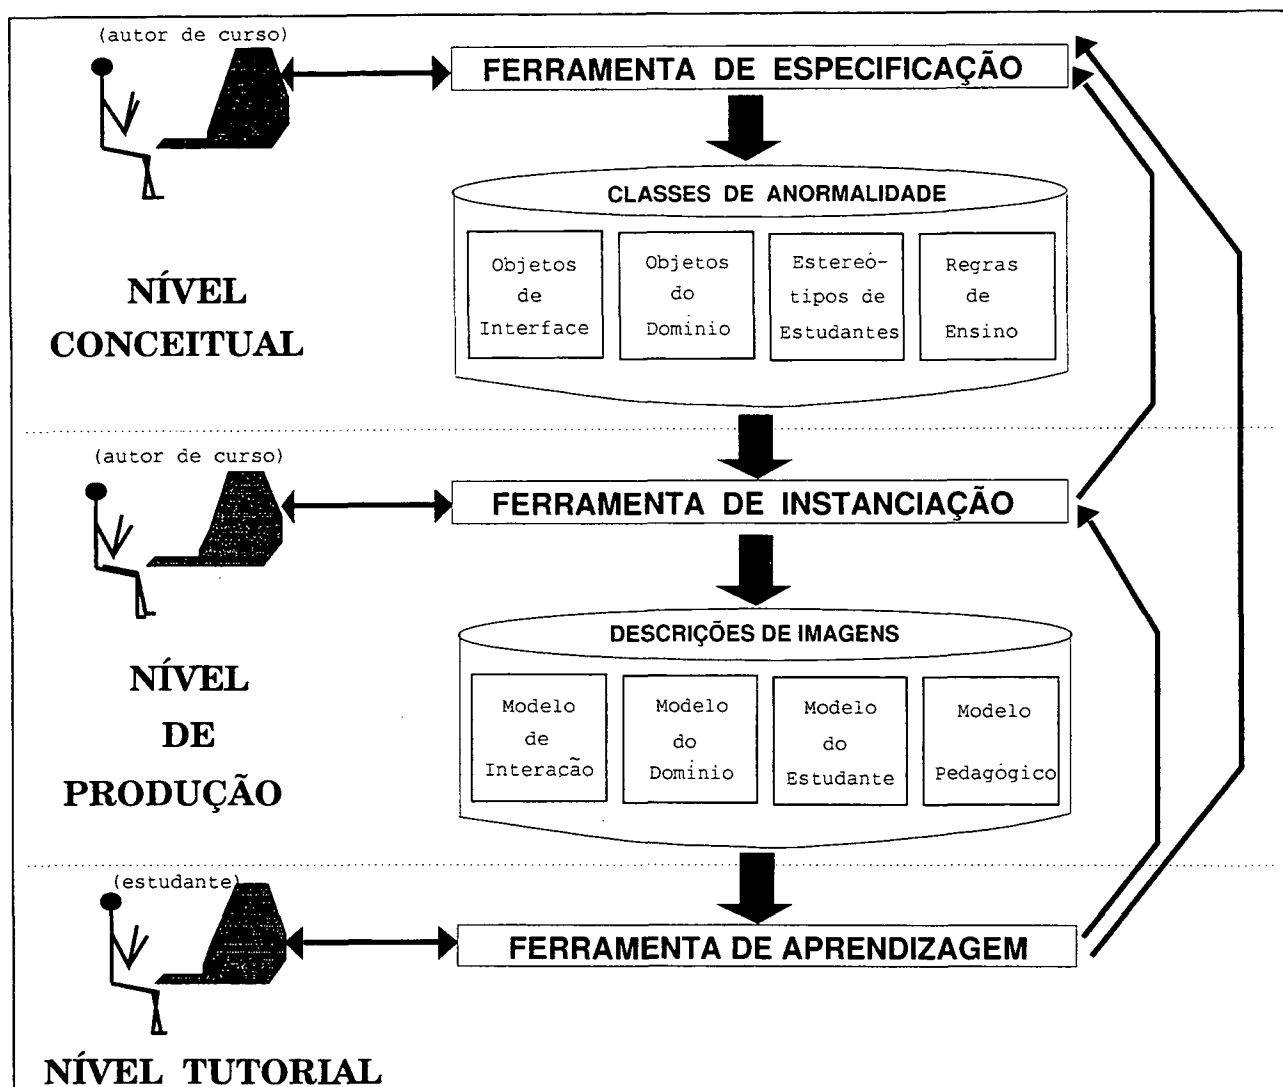 (autor de curso)
FERRAMENTA DE ESPECIFICAÇÃO
CLASSES DE ANORMALIDADE
Objetos
de
Interface
Objetos
do
Domínio
Estereó-
tipos de
Estudantes
Regras
de
Ensino
NÍVEL
CONCEITUAL
(autor de curso)
FERRAMENTA DE INSTANCIAÇÃO
DESCRIÇÕES DE IMAGENS
Modelo
de
Interação
Modelo
do
Domínio
Modelo
do
Estudante
Modelo
Pedagógico
NÍVEL
DE
PRODUÇÃO
(estudante)
FERRAMENTA DE APRENDIZAGEM
NÍVEL TUTORIAL